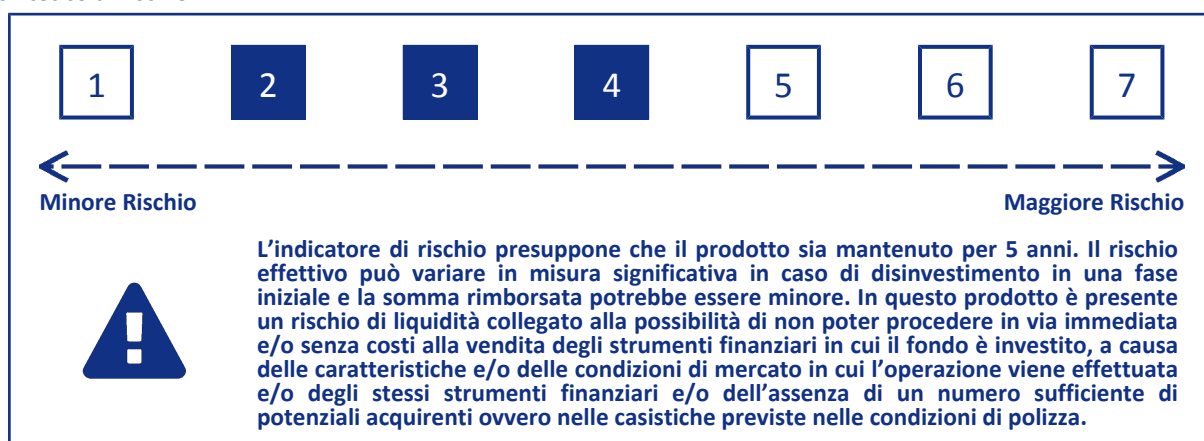 1 2 3 4 5 6 7
Minore Rischio Maggiore Rischio
L'indicatore di rischio presuppone che il prodotto sia mantenuto per 5 anni. Il rischio
effettivo può variare in misura significativa in caso di disinvestimento in una fase
iniziale e la somma rimborsata potrebbe essere minore. In questo prodotto è presente
un rischio di liquidità collegato alla possibilità di non poter procedere in via immediata
e/o senza costi alla vendita degli strumenti finanziari in cui il fondo è investito, a causa
delle caratteristiche e/o delle condizioni di mercato in cui l'operazione viene effettuata
e/o degli stessi strumenti finanziari e/o dell'assenza di un numero sufficiente di
potenziali acquirenti ovvero nelle casistiche previste nelle condizioni di polizza.